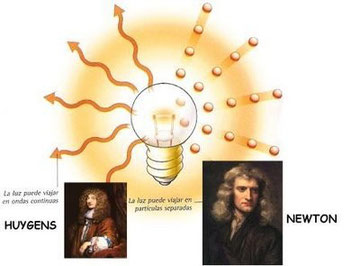 La luz puede viajar
en ondas continuas
La luz puede viajar en
partículas separadas
HUYGENS
NEWTON